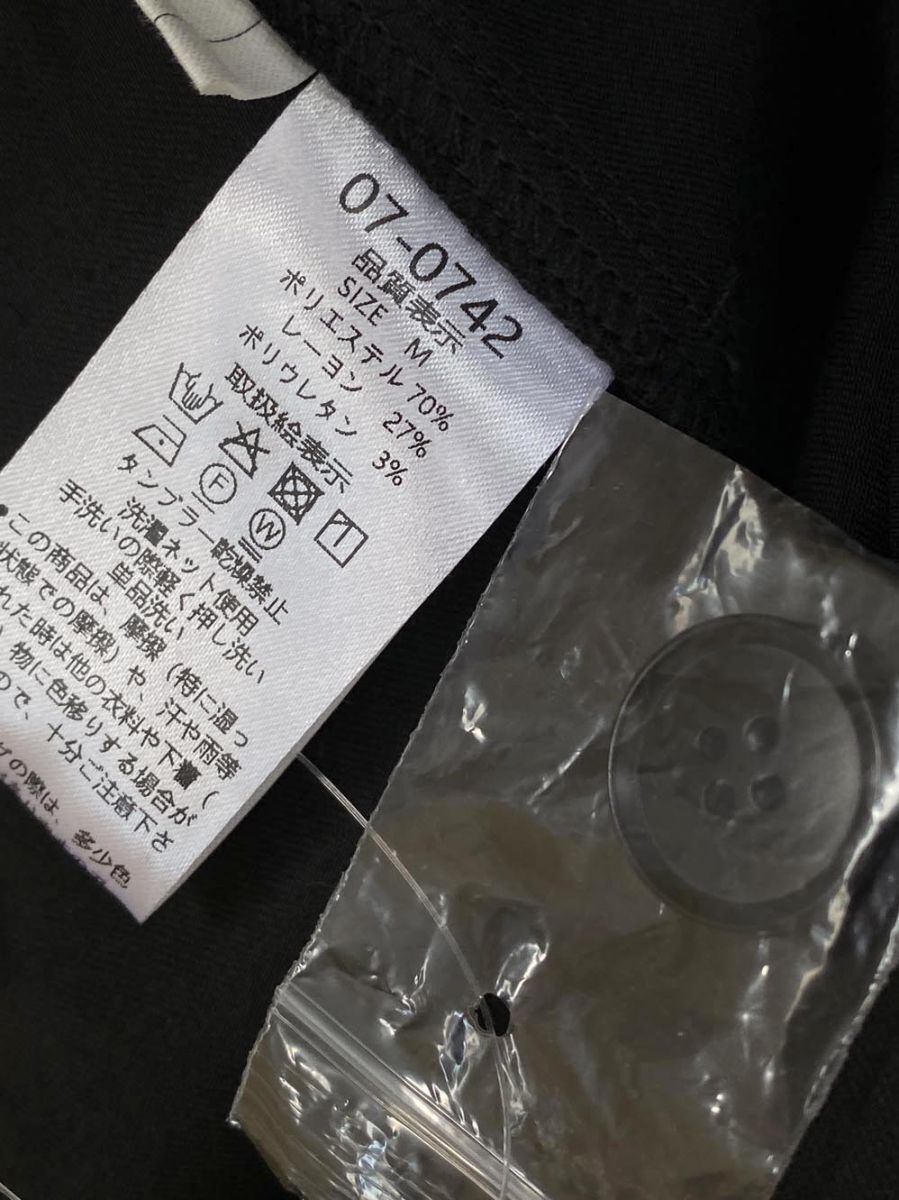 07-0742
品質表示
SIZE M
ポリエステル 70%
レーヨン 27%
ポリウレタン 3%
取扱絵表示
F
W
タンブラー乾燥禁止
洗濯ネット使用
手洗いの際軽く押し洗い
単品洗い
●この商品は、摩擦（特に湿っ
状態での摩擦）や、汗や雨等
れた時は他の衣料や下着（
）物に色移りする場合が
ので、十分ご注意下さ
の際は、多少色